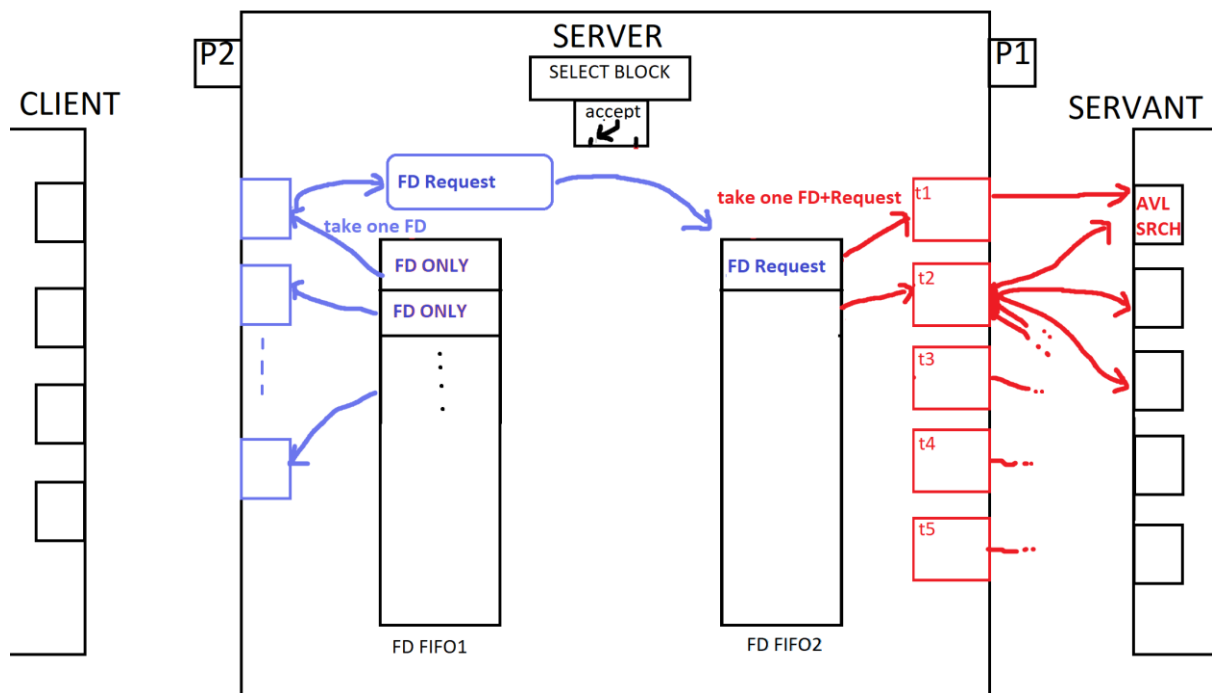 SERVER
P2
P1
SELECT BLOCK
CLIENT
accept
SERVANT
FD Request
take one FD+Request
t1
AVL
SRCH
take one FD
FD ONLY
FD Request
t2
FD ONLY
t3
t4
t5
FD FIFO1
FD FIFO2